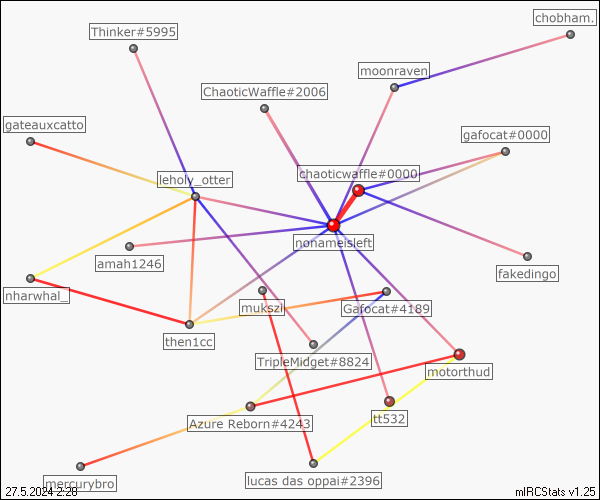 chobham.
Thinker#5995
moonraven
ChaoticWaffle#2006
gateauxcatto
gafocat#0000
chaoticwaffle#0000
leholy_otter
nonameisleft
amah1246
fakedingo
nharwhal_
mukszi
Gafocat#4189
then1cc
TripleMidget#8824
motorthud
tt532
Azure Reborn#4243
mercurybro
lucas das oppai#2396
27.5.2024 2:28
mIRCStats v1.25